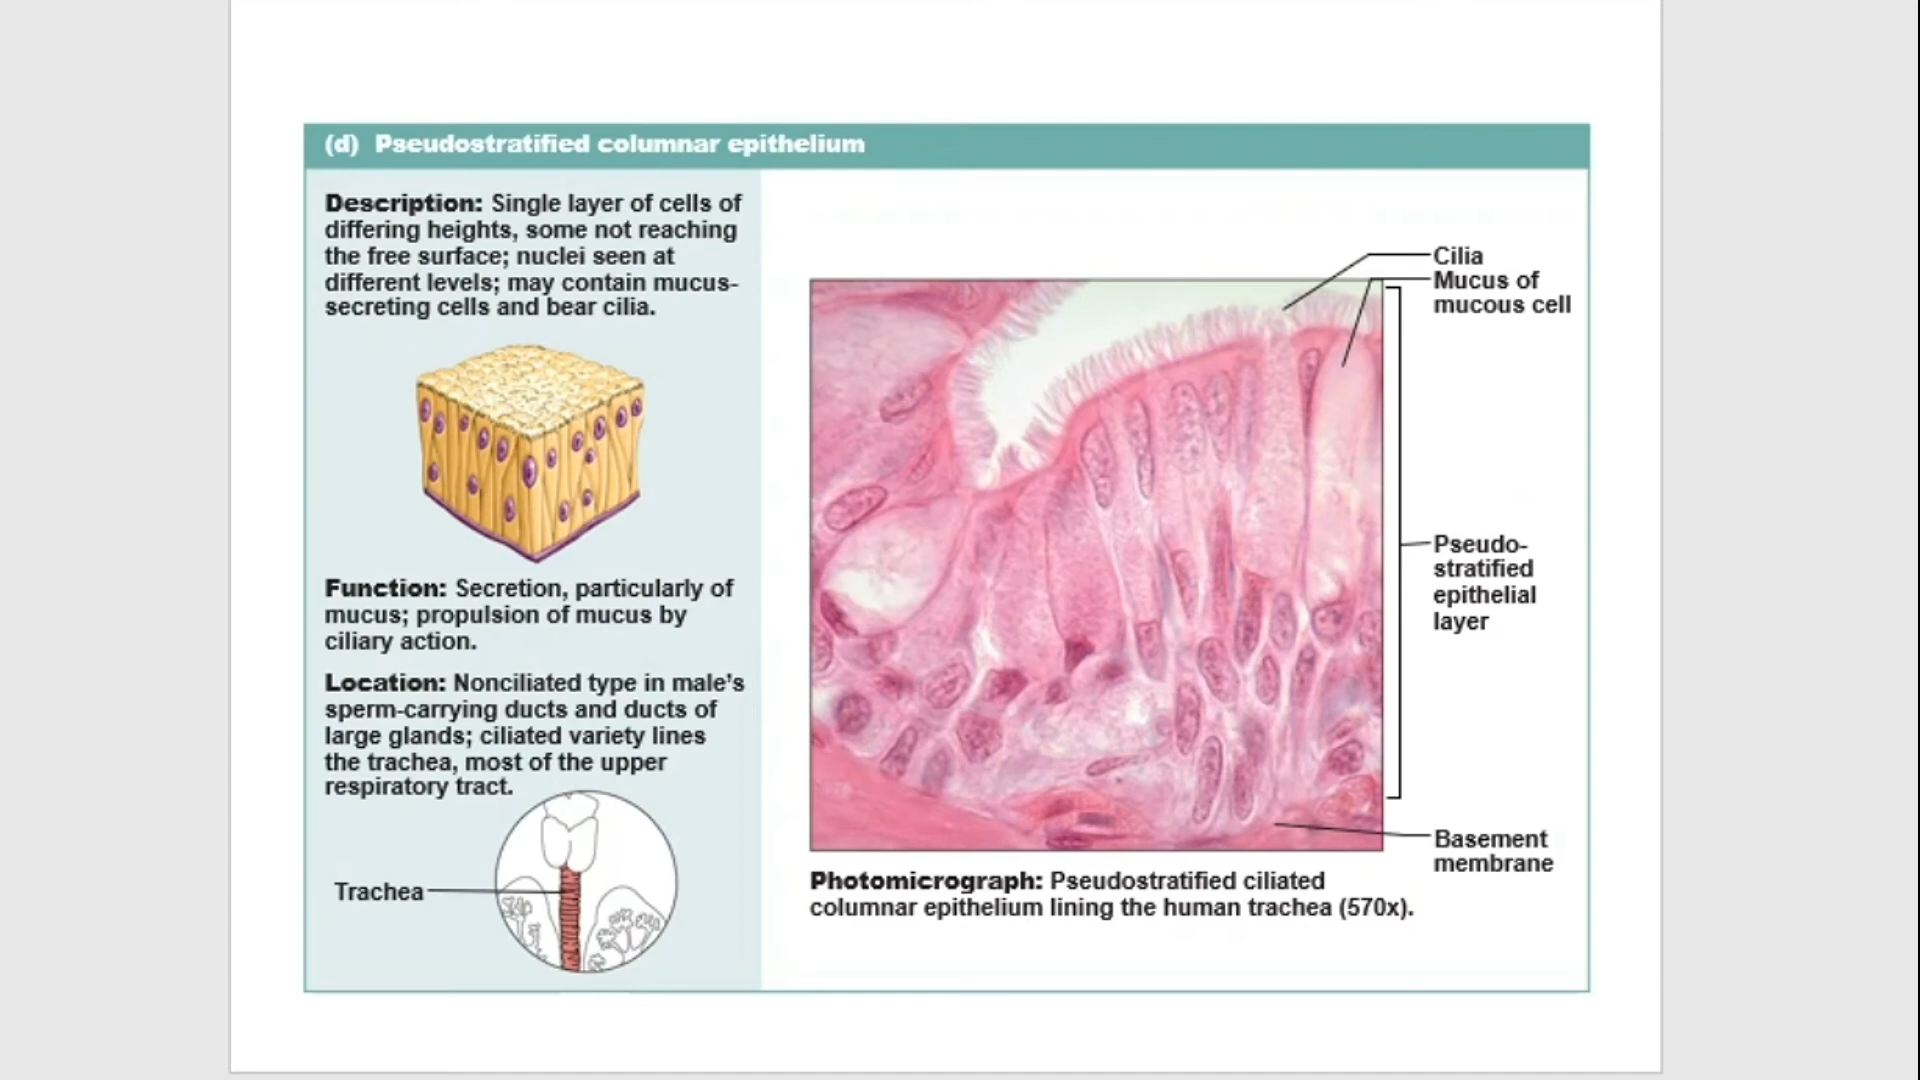 (d) Pseudostratified columnar epithelium
Description: Single layer of cells of
differing heights, some not reaching
the free surface; nuclei seen at
different levels; may contain mucus-
secreting cells and bear cilia.
Function: Secretion, particularly of
mucus; propulsion of mucus by
ciliary action.
Location: Nonciliated type in male's
sperm-carrying ducts and ducts of
large glands; ciliated variety lines
the trachea, most of the upper
respiratory tract.
Trachea
Cilia
Mucus of
mucous cell
Pseudo-
stratified
epithelial
layer
Basement
membrane
Photomicrograph: Pseudostratified ciliated
columnar epithelium lining the human trachea (570x).